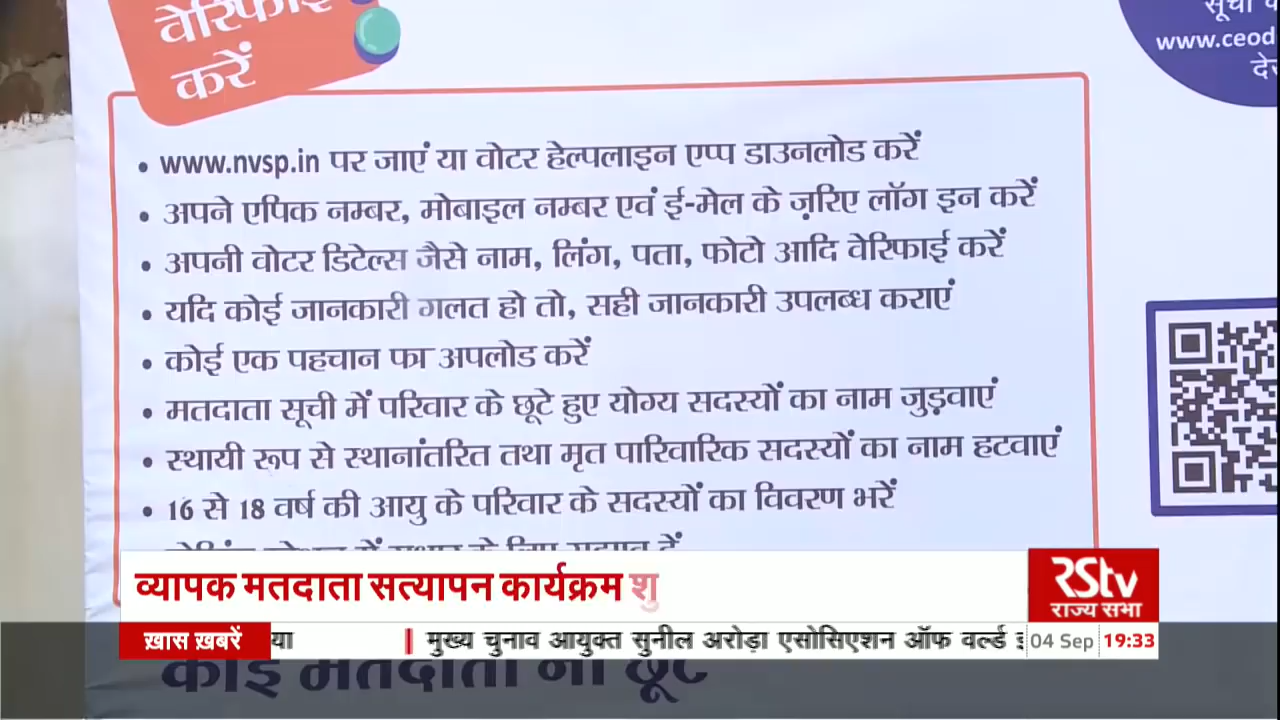 वेरिफाई
करें
सूची
www.ceod
• www.nvsp.in पर जाएं या वोटर हेल्पलाइन एप्प डाउनलोड करें
• अपने एपिक नम्बर, मोबाइल नम्बर एवं ई-मेल के ज़रिए लॉग इन करें
• अपनी वोटर डिटेल्स जैसे नाम, लिंग, पता, फोटो आदि वेरिफाई करें
• यदि कोई जानकारी गलत हो तो, सही जानकारी उपलब्ध कराएं
• कोई एक पहचान फ्रा अपलोड करें
• मतदाता सूची में परिवार के छूटे हुए योग्य सदस्यों का नाम जुड़वाएं
• स्थायी रूप से स्थानांतरित तथा मृत पारिवारिक सदस्यों का नाम हटवाएं
• 16 से 18 वर्ष की आयु के परिवार के सदस्यों का विवरण भरें
व्यापक मतदाता सत्यापन कार्यक्रम शु
RSTV
राज्य सभा
ख़ास ख़बरें
या | मुख्य चुनाव आयुक्त सुनील अरोड़ा एसोसिएशन ऑफ वर्ल्ड
04 Sep 19:33
कोई मतदाता ना छूटे